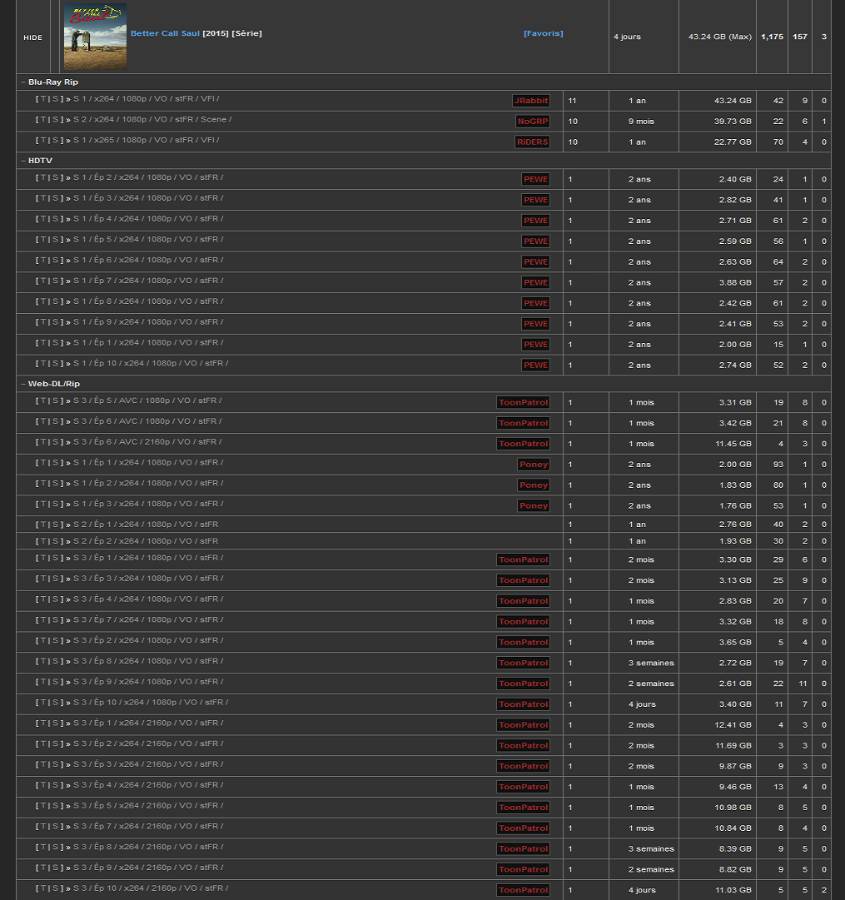 HIDE Better Call Saul [2015] [Série] [Favoris] 4 jours 43.24 GB (Max) 1,175 157 3
− Blu-Ray Rip
[ T | S ] » S 1 / x264 / 1080p / VO / stFR / VFI / JRabbit 11 1 an 43.24 GB 42 9 0
[ T | S ] » S 2 / x264 / 1080p / VO / stFR / Scene / NoGRP 10 9 mois 39.73 GB 22 6 1
[ T | S ] » S 1 / x265 / 1080p / VO / stFR / VFI / RiDERS 10 1 an 22.77 GB 70 4 0
− HDTV
[ T | S ] » S 1 / Ép 2 / x264 / 1080p / VO / stFR / PEWE 1 2 ans 2.40 GB 24 1 0
[ T | S ] » S 1 / Ép 3 / x264 / 1080p / VO / stFR / PEWE 1 2 ans 2.82 GB 41 1 0
[ T | S ] » S 1 / Ép 4 / x264 / 1080p / VO / stFR / PEWE 1 2 ans 2.71 GB 61 2 0
[ T | S ] » S 1 / Ép 5 / x264 / 1080p / VO / stFR / PEWE 1 2 ans 2.59 GB 56 1 0
[ T | S ] » S 1 / Ép 6 / x264 / 1080p / VO / stFR / PEWE 1 2 ans 2.63 GB 64 2 0
[ T | S ] » S 1 / Ép 7 / x264 / 1080p / VO / stFR / PEWE 1 2 ans 3.88 GB 57 2 0
[ T | S ] » S 1 / Ép 8 / x264 / 1080p / VO / stFR / PEWE 1 2 ans 2.42 GB 61 2 0
[ T | S ] » S 1 / Ép 9 / x264 / 1080p / VO / stFR / PEWE 1 2 ans 2.41 GB 53 2 0
[ T | S ] » S 1 / Ép 1 / x264 / 1080p / VO / stFR / PEWE 1 2 ans 2.00 GB 15 1 0
[ T | S ] » S 1 / Ép 10 / x264 / 1080p / VO / stFR / PEWE 1 2 ans 2.74 GB 52 2 0
− Web-DL/Rip
[ T | S ] » S 3 / Ép 5 / AVC / 1080p / VO / stFR / ToonPatrol 1 1 mois 3.31 GB 19 8 0
[ T | S ] » S 3 / Ép 6 / AVC / 1080p / VO / stFR / ToonPatrol 1 1 mois 3.42 GB 21 8 0
[ T | S ] » S 3 / Ép 6 / AVC / 2160p / VO / stFR / ToonPatrol 1 1 mois 11.45 GB 4 3 0
[ T | S ] » S 1 / Ép 1 / x264 / 1080p / VO / stFR / Poney 1 2 ans 2.00 GB 93 1 0
[ T | S ] » S 1 / Ép 2 / x264 / 1080p / VO / stFR / Poney 1 2 ans 1.83 GB 80 1 0
[ T | S ] » S 1 / Ép 3 / x264 / 1080p / VO / stFR / Poney 1 2 ans 1.76 GB 53 1 0
[ T | S ] » S 2 / Ép 1 / x264 / 1080p / VO / stFR 1 1 an 2.76 GB 40 2 0
[ T | S ] » S 2 / Ép 2 / x264 / 1080p / VO / stFR 1 1 an 1.93 GB 30 2 0
[ T | S ] » S 3 / Ép 1 / x264 / 1080p / VO / stFR / ToonPatrol 1 2 mois 3.30 GB 29 6 0
[ T | S ] » S 3 / Ép 3 / x264 / 1080p / VO / stFR / ToonPatrol 1 2 mois 3.13 GB 25 9 0
[ T | S ] » S 3 / Ép 4 / x264 / 1080p / VO / stFR / ToonPatrol 1 1 mois 2.83 GB 20 7 0
[ T | S ] » S 3 / Ép 7 / x264 / 1080p / VO / stFR / ToonPatrol 1 1 mois 3.32 GB 18 8 0
[ T | S ] » S 3 / Ép 2 / x264 / 1080p / VO / stFR / ToonPatrol 1 1 mois 3.65 GB 5 4 0
[ T | S ] » S 3 / Ép 8 / x264 / 1080p / VO / stFR / ToonPatrol 1 3 semaines 2.72 GB 19 7 0
[ T | S ] » S 3 / Ép 9 / x264 / 1080p / VO / stFR / ToonPatrol 1 2 semaines 2.61 GB 22 11 0
[ T | S ] » S 3 / Ép 10 / x264 / 1080p / VO / stFR / ToonPatrol 1 4 jours 3.40 GB 11 7 0
[ T | S ] » S 3 / Ép 1 / x264 / 2160p / VO / stFR / ToonPatrol 1 2 mois 12.41 GB 4 3 0
[ T | S ] » S 3 / Ép 2 / x264 / 2160p / VO / stFR / ToonPatrol 1 2 mois 11.69 GB 3 3 0
[ T | S ] » S 3 / Ép 3 / x264 / 2160p / VO / stFR / ToonPatrol 1 2 mois 9.87 GB 9 3 0
[ T | S ] » S 3 / Ép 4 / x264 / 2160p / VO / stFR / ToonPatrol 1 1 mois 9.46 GB 13 4 0
[ T | S ] » S 3 / Ép 5 / x264 / 2160p / VO / stFR / ToonPatrol 1 1 mois 10.98 GB 8 5 0
[ T | S ] » S 3 / Ép 7 / x264 / 2160p / VO / stFR / ToonPatrol 1 1 mois 10.84 GB 8 4 0
[ T | S ] » S 3 / Ép 8 / x264 / 2160p / VO / stFR / ToonPatrol 1 3 semaines 8.39 GB 9 5 0
[ T | S ] » S 3 / Ép 9 / x264 / 2160p / VO / stFR / ToonPatrol 1 2 semaines 8.82 GB 9 5 0
[ T | S ] » S 3 / Ép 10 / x264 / 2160p / VO / stFR / ToonPatrol 1 4 jours 11.03 GB 5 5 2